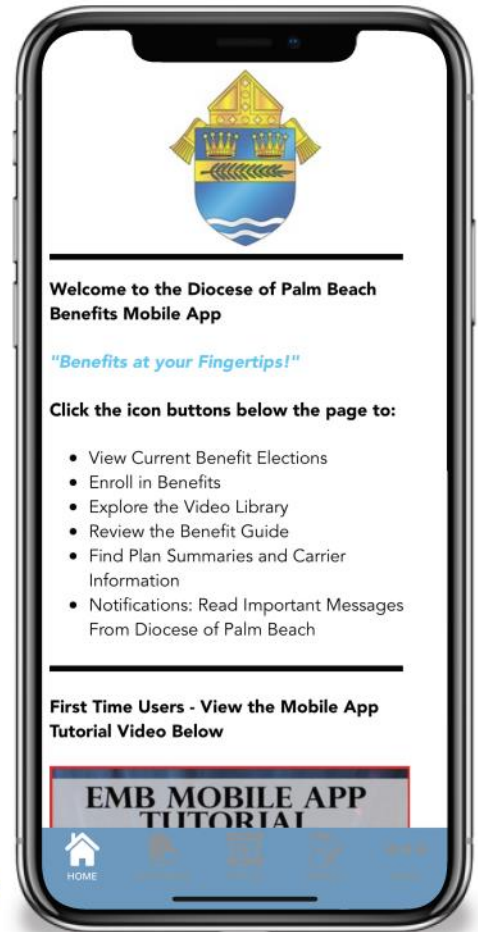 Welcome to the Diocese of Palm Beach
Benefits Mobile App
"Benefits at your Fingertips!"
Click the icon buttons below the page to:
• View Current Benefit Elections
• Enroll in Benefits
• Explore the Video Library
• Review the Benefit Guide
• Find Plan Summaries and Carrier
Information
• Notifications: Read Important Messages
From Diocese of Palm Beach
First Time Users - View the Mobile App
Tutorial Video Below
EMB MOBILE APP
TUTORIAL
HOME